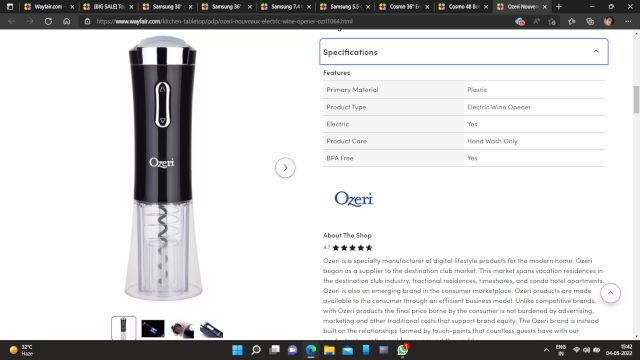 Wayfair.com
[BIG SALE] Tou
Samsung 30"
Samsung 36"
Samsung 7.4
Samsung 5.5
Cosmo 36" Er
Cosmo 48 Bor
Ozeri Nouvea
https://www.wayfair.com/kitchen-tabletop/pdp/ozeri-nouveaux-electric-wine-opener-ozri1064.html
Specifications
Features
Primary Material Plastic
Product Type Electric Wine Opener
Electric Yes
Product Care Hand Wash Only
BPA Free Yes
Ozeri
Ozeri
About The Shop
4.7
Ozeri is a specialty manufacturer of digital lifestyle products for the modern home. Ozeri
began as a supplier to the destination club market. This market spans vacation residences in
the destination club industry, fractional residences, timeshares, and condo hotel apartments.
Ozeri is also an emerging brand in the consumer marketplace. Ozeri products are made
available to the consumer through an efficient business model. Unlike competitive brands,
with Ozeri products the final price borne by the consumer is not burdened by advertising,
marketing and other traditional costs that support brand equity. The Ozeri Brand is instead
built on the relationships formed by touch-points that countless guests have with our
32°C
Haze
ENG
IN
15:42
04-05-2022